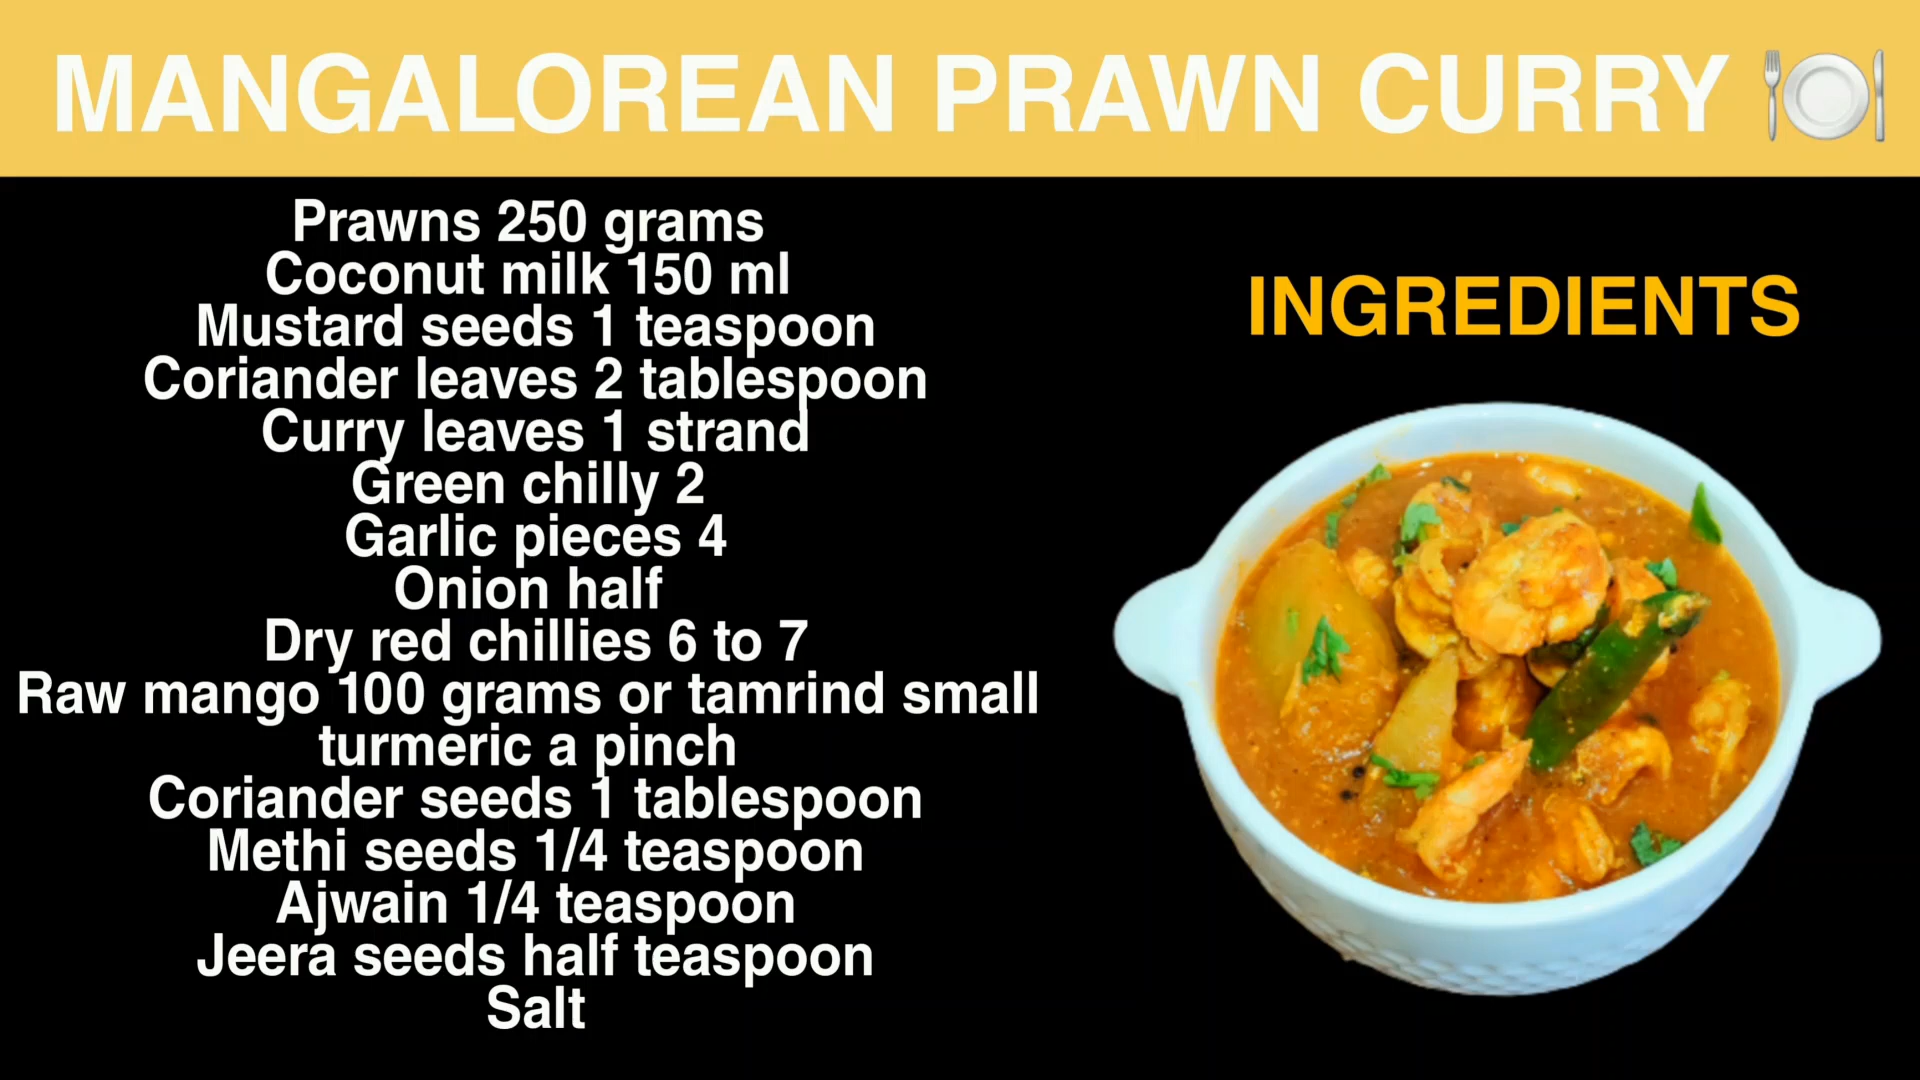 MANGALOREAN PRAWN CURRY 🍽️
Prawns 250 grams
Coconut milk 150 ml
Mustard seeds 1 teaspoon
Coriander leaves 2 tablespoon
Curry leaves 1 strand
Green chilly 2
Garlic pieces 4
Onion half
Dry red chillies 6 to 7
Raw mango 100 grams or tamrind small
turmeric a pinch
Coriander seeds 1 tablespoon
Methi seeds 1/4 teaspoon
Ajwain 1/4 teaspoon
Jeera seeds half teaspoon
Salt
INGREDIENTS